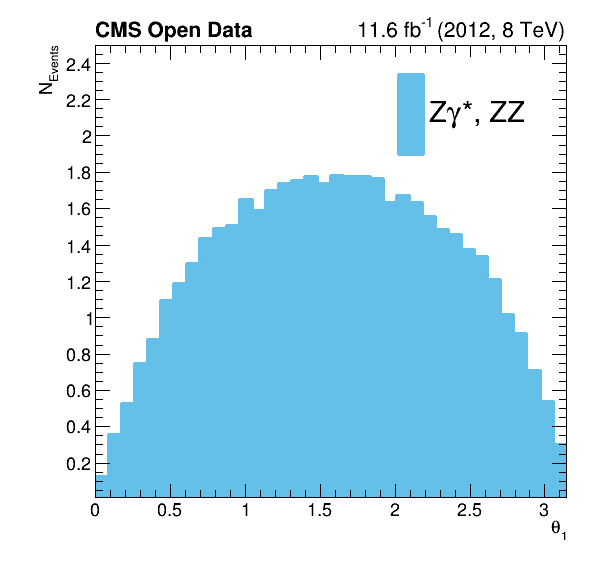 CMS Open Data 11.6 fb⁻¹ (2012, 8 TeV)
N_Events
2.4
2.2
2
1.8
1.6
1.4
1.2
1
0.8
0.6
0.4
0.2
Zγ*, ZZ
0 0.5 1 1.5 2 2.5 3
θ₁